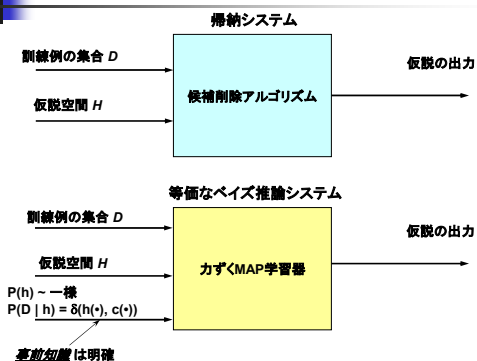 帰納システム
訓練例の集合 D
仮説空間 H
候補削除アルゴリズム
仮説の出力
等価なベイズ推論システム
訓練例の集合 D
仮説空間 H
P(h) ~ 一様
P(D | h) = δ(h(•), c(•))
力ずくMAP学習器
仮説の出力
事前知識 は明確